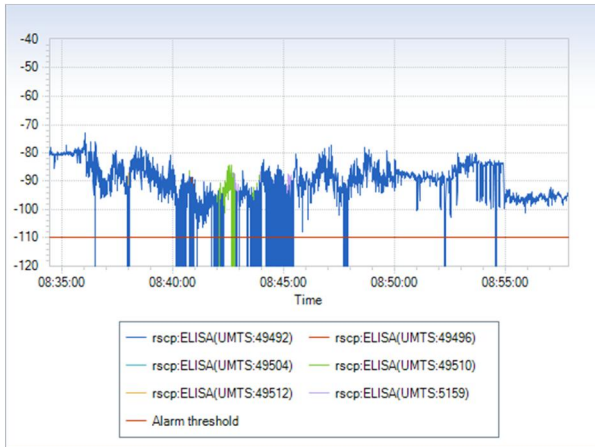 -40
-50
-60
-70
-80
-90
-100
-110
-120
08:35:00 08:40:00 08:45:00 08:50:00 08:55:00
Time
rscp:ELISA(UMTS:49492) rscp:ELISA(UMTS:49496)
rscp:ELISA(UMTS:49504) rscp:ELISA(UMTS:49510)
rscp:ELISA(UMTS:49512) rscp:ELISA(UMTS:5159)
Alarm threshold